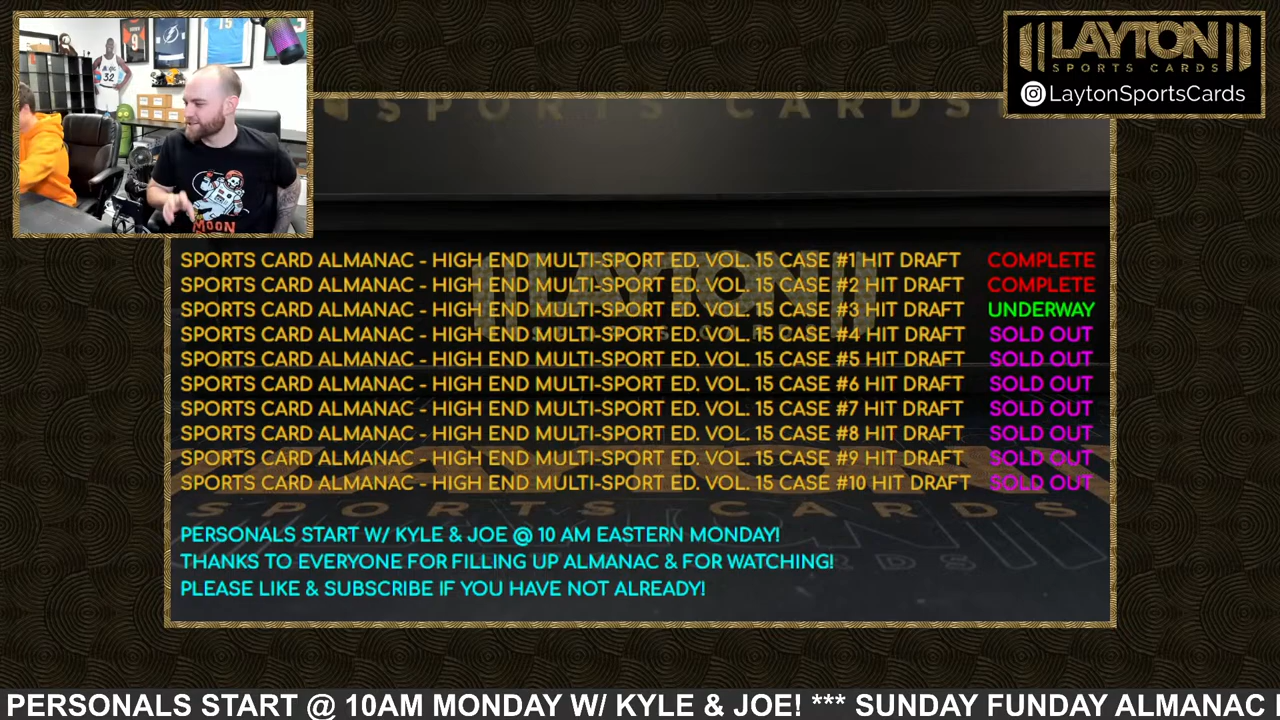 LAYTON
SPORTS CARDS
LaytonSportsCards
SPORTS CARDS
9
15
32
MOON
SPORTS CARD ALMANAC - HIGH END MULTI-SPORT ED. VOL. 15 CASE #1 HIT DRAFT COMPLETE
SPORTS CARD ALMANAC - HIGH END MULTI-SPORT ED. VOL. 15 CASE #2 HIT DRAFT COMPLETE
SPORTS CARD ALMANAC - HIGH END MULTI-SPORT ED. VOL. 15 CASE #3 HIT DRAFT UNDERWAY
SPORTS CARD ALMANAC - HIGH END MULTI-SPORT ED. VOL. 15 CASE #4 HIT DRAFT SOLD OUT
SPORTS CARD ALMANAC - HIGH END MULTI-SPORT ED. VOL. 15 CASE #5 HIT DRAFT SOLD OUT
SPORTS CARD ALMANAC - HIGH END MULTI-SPORT ED. VOL. 15 CASE #6 HIT DRAFT SOLD OUT
SPORTS CARD ALMANAC - HIGH END MULTI-SPORT ED. VOL. 15 CASE #7 HIT DRAFT SOLD OUT
SPORTS CARD ALMANAC - HIGH END MULTI-SPORT ED. VOL. 15 CASE #8 HIT DRAFT SOLD OUT
SPORTS CARD ALMANAC - HIGH END MULTI-SPORT ED. VOL. 15 CASE #9 HIT DRAFT SOLD OUT
SPORTS CARD ALMANAC - HIGH END MULTI-SPORT ED. VOL. 15 CASE #10 HIT DRAFT SOLD OUT
SPORTS CARDS
PERSONALS START W/ KYLE & JOE @ 10 AM EASTERN MONDAY!
THANKS TO EVERYONE FOR FILLING UP ALMANAC & FOR WATCHING!
PLEASE LIKE & SUBSCRIBE IF YOU HAVE NOT ALREADY!
PERSONALS START @ 10AM MONDAY W/ KYLE & JOE! *** SUNDAY FUNDAY ALMANAC